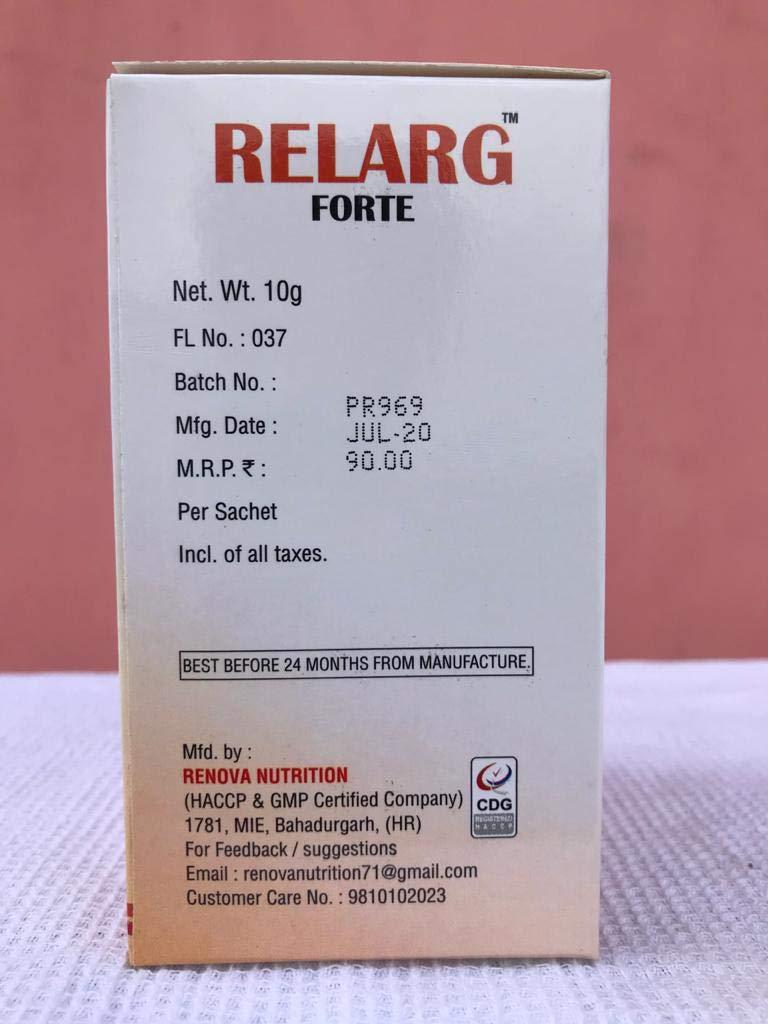 RELARG™
FORTE
Net. Wt. 10g
FL No. : 037
Batch No. :
PR969
Mfg. Date :
JUL-20
M.R.P. ₹ :
90.00
Per Sachet
Incl. of all taxes.
BEST BEFORE 24 MONTHS FROM MANUFACTURE.
Mfd. by :
RENOVA NUTRITION
(HACCP & GMP Certified Company)
1781, MIE, Bahadurgarh, (HR)
For Feedback / suggestions
Email : renovanutrition71@gmail.com
Customer Care No. : 9810102023
CDG
REGISTERED
HACCP